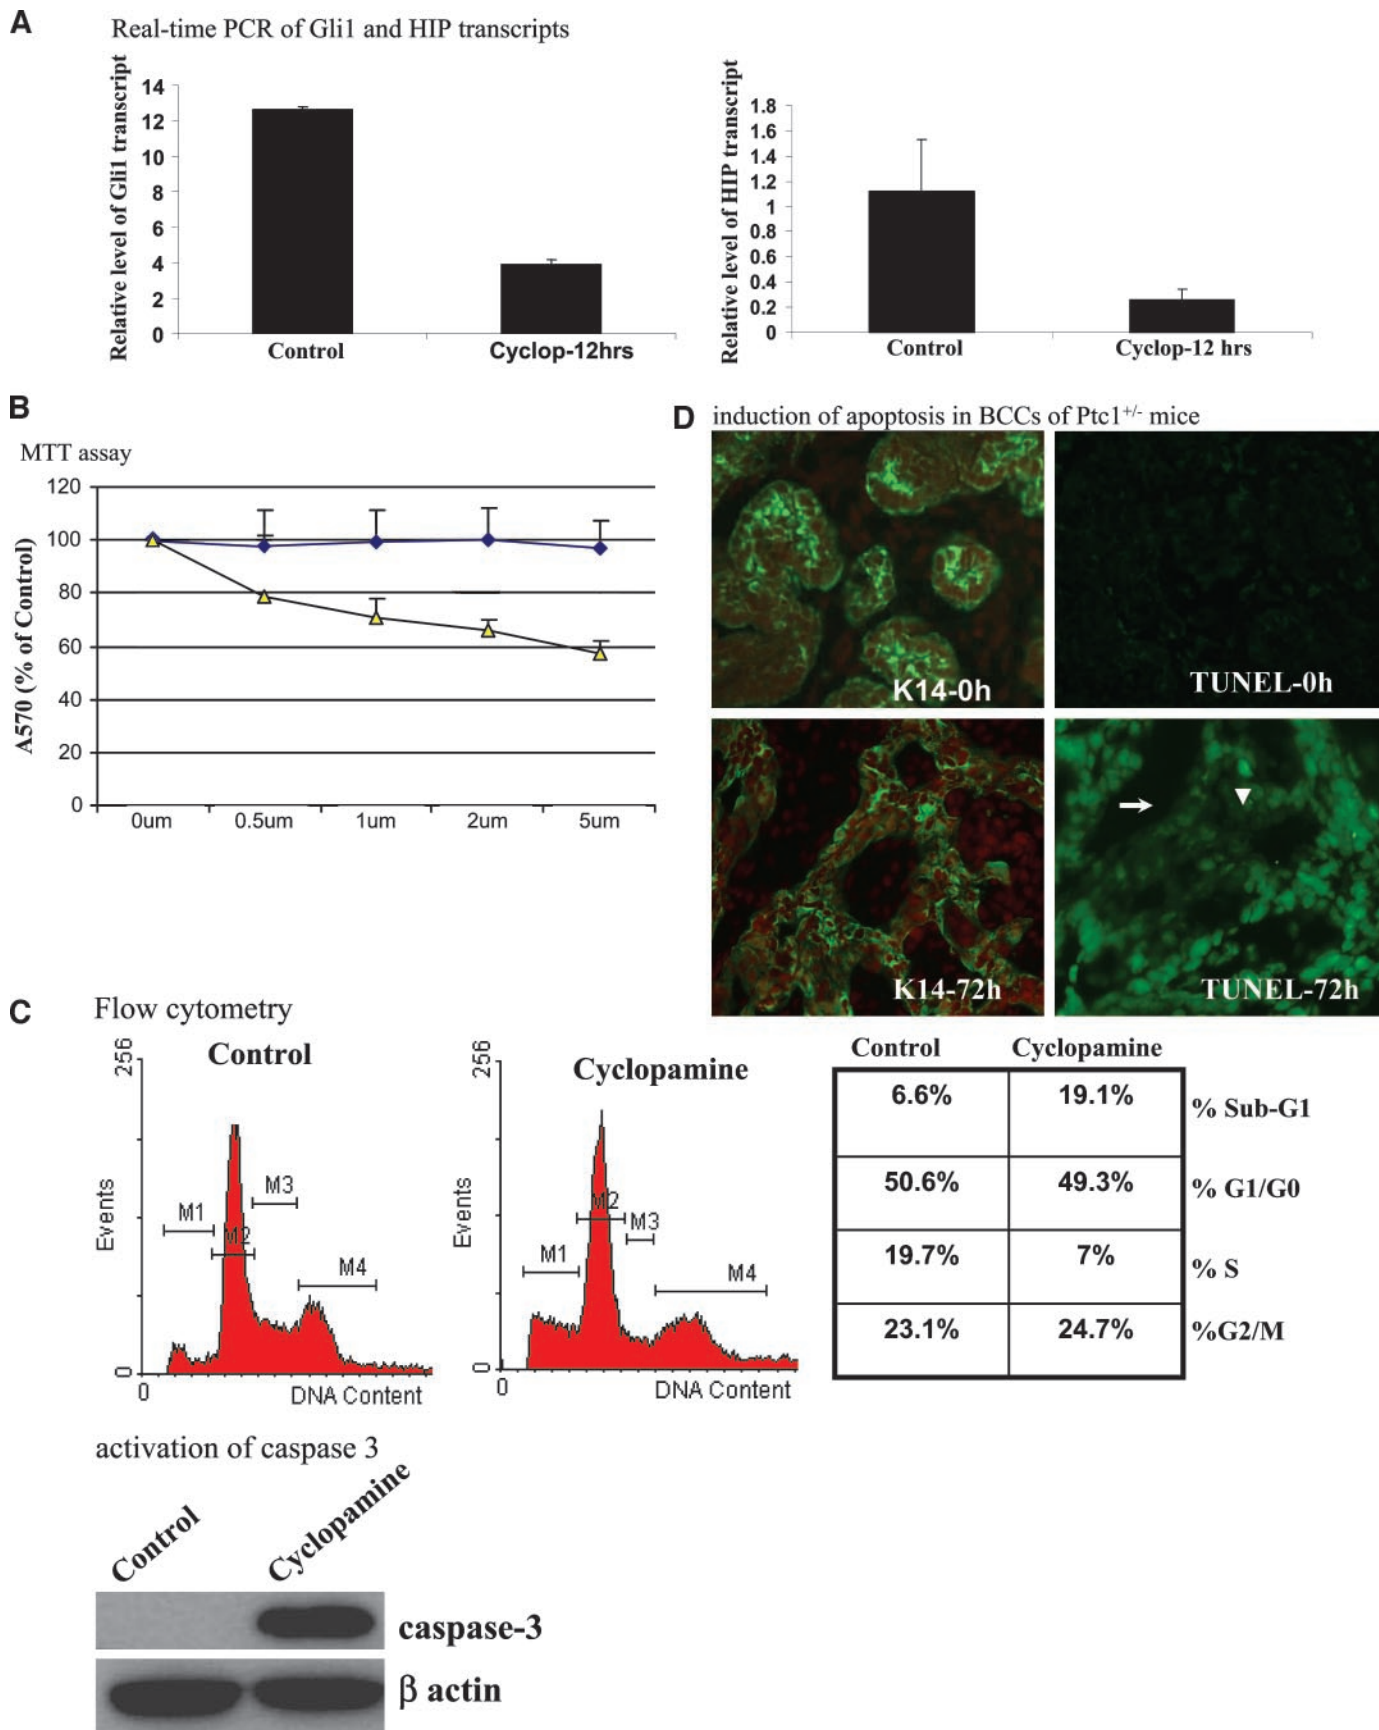 A
Real-time PCR of Gli1 and HIP transcripts
Relative level of Gli1 transcript
14
12
10
8
6
4
2
0
Control
Cyclop-12hrs
Relative level of HIP transcript
1.8
1.6
1.4
1.2
1
0.8
0.6
0.4
0.2
0
Control
Cyclop-12 hrs
B
MTT assay
A570 (% of Control)
120
100
80
60
40
20
0
0um
0.5um
1um
2um
5um
D
induction of apoptosis in BCCs of Ptc1+/- mice
K14-0h
TUNEL-0h
K14-72h
TUNEL-72h
C
Flow cytometry
Control
256
Events
0
M1
M2
M3
M4
0
DNA Content
Cyclopamine
256
Events
0
M1
M2
M3
M4
0
DNA Content
Control Cyclopamine
6.6% 19.1% % Sub-G1
50.6% 49.3% % G1/G0
19.7% 7% % S
23.1% 24.7% %G2/M
activation of caspase 3
Control
Cyclopamine
caspase-3
β actin